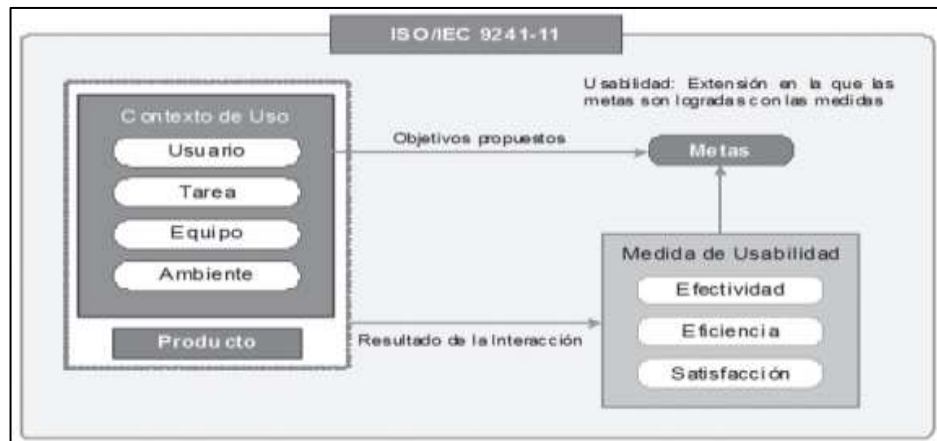 ISO/IEC 9241-11
Contexto de Uso
Usuario
Tarea
Equipo
Ambiente
Producto
Objetivos propuestos
Resultado de la Interacción
Usabilidad: Extensión en la que las
metas son logradas con las medidas
Metas
Medida de Usabilidad
Efectividad
Eficiencia
Satisfacción